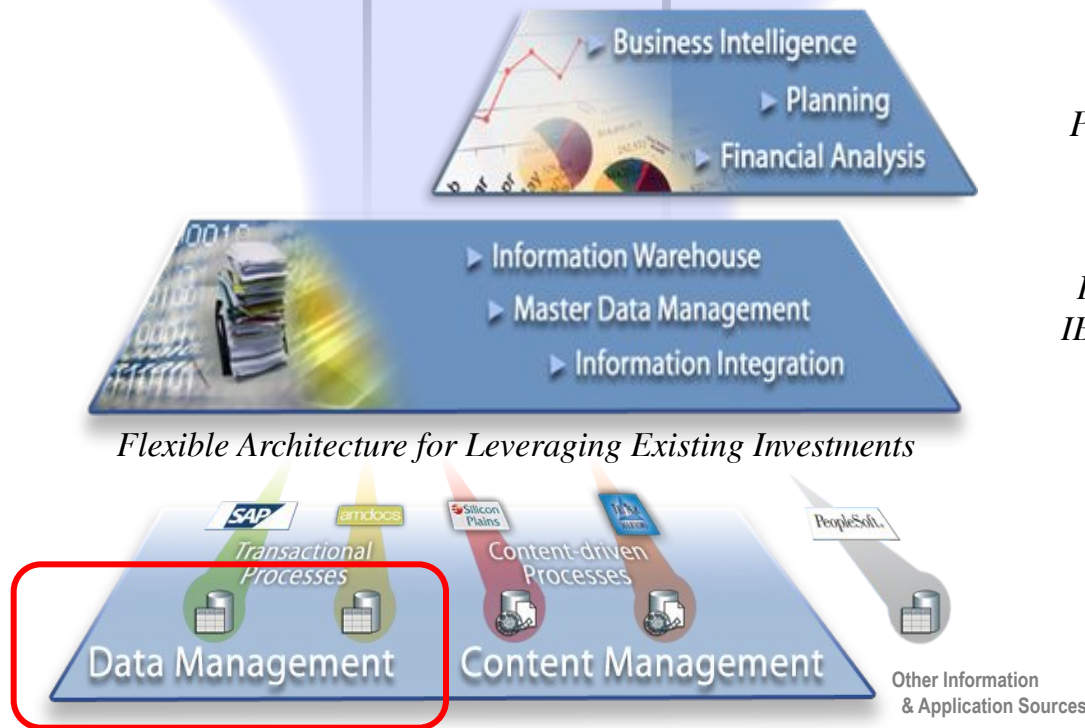 Business Intelligence
Planning
Financial Analysis
Information Warehouse
Master Data Management
Information Integration
Flexible Architecture for Leveraging Existing Investments
SAP
amdocs
Silicon
Plains
PeopleSoft.
Transactional
Processes
Content-driven
Processes
Data Management
Content Management
Other Information
& Application Sources